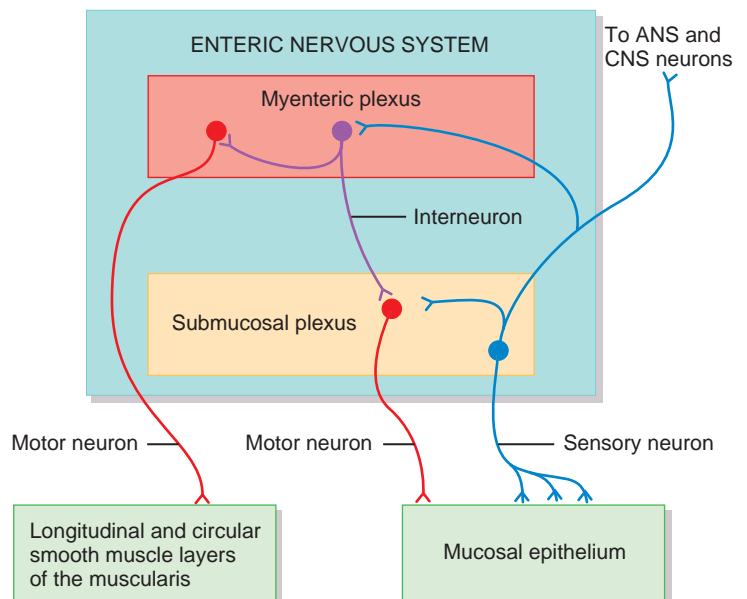 To ANS and
CNS neurons
ENTERIC NERVOUS SYSTEM
Myenteric plexus
Interneuron
Submucosal plexus
Motor neuron
Motor neuron
Sensory neuron
Longitudinal and circular
smooth muscle layers
of the muscularis
Mucosal epithelium